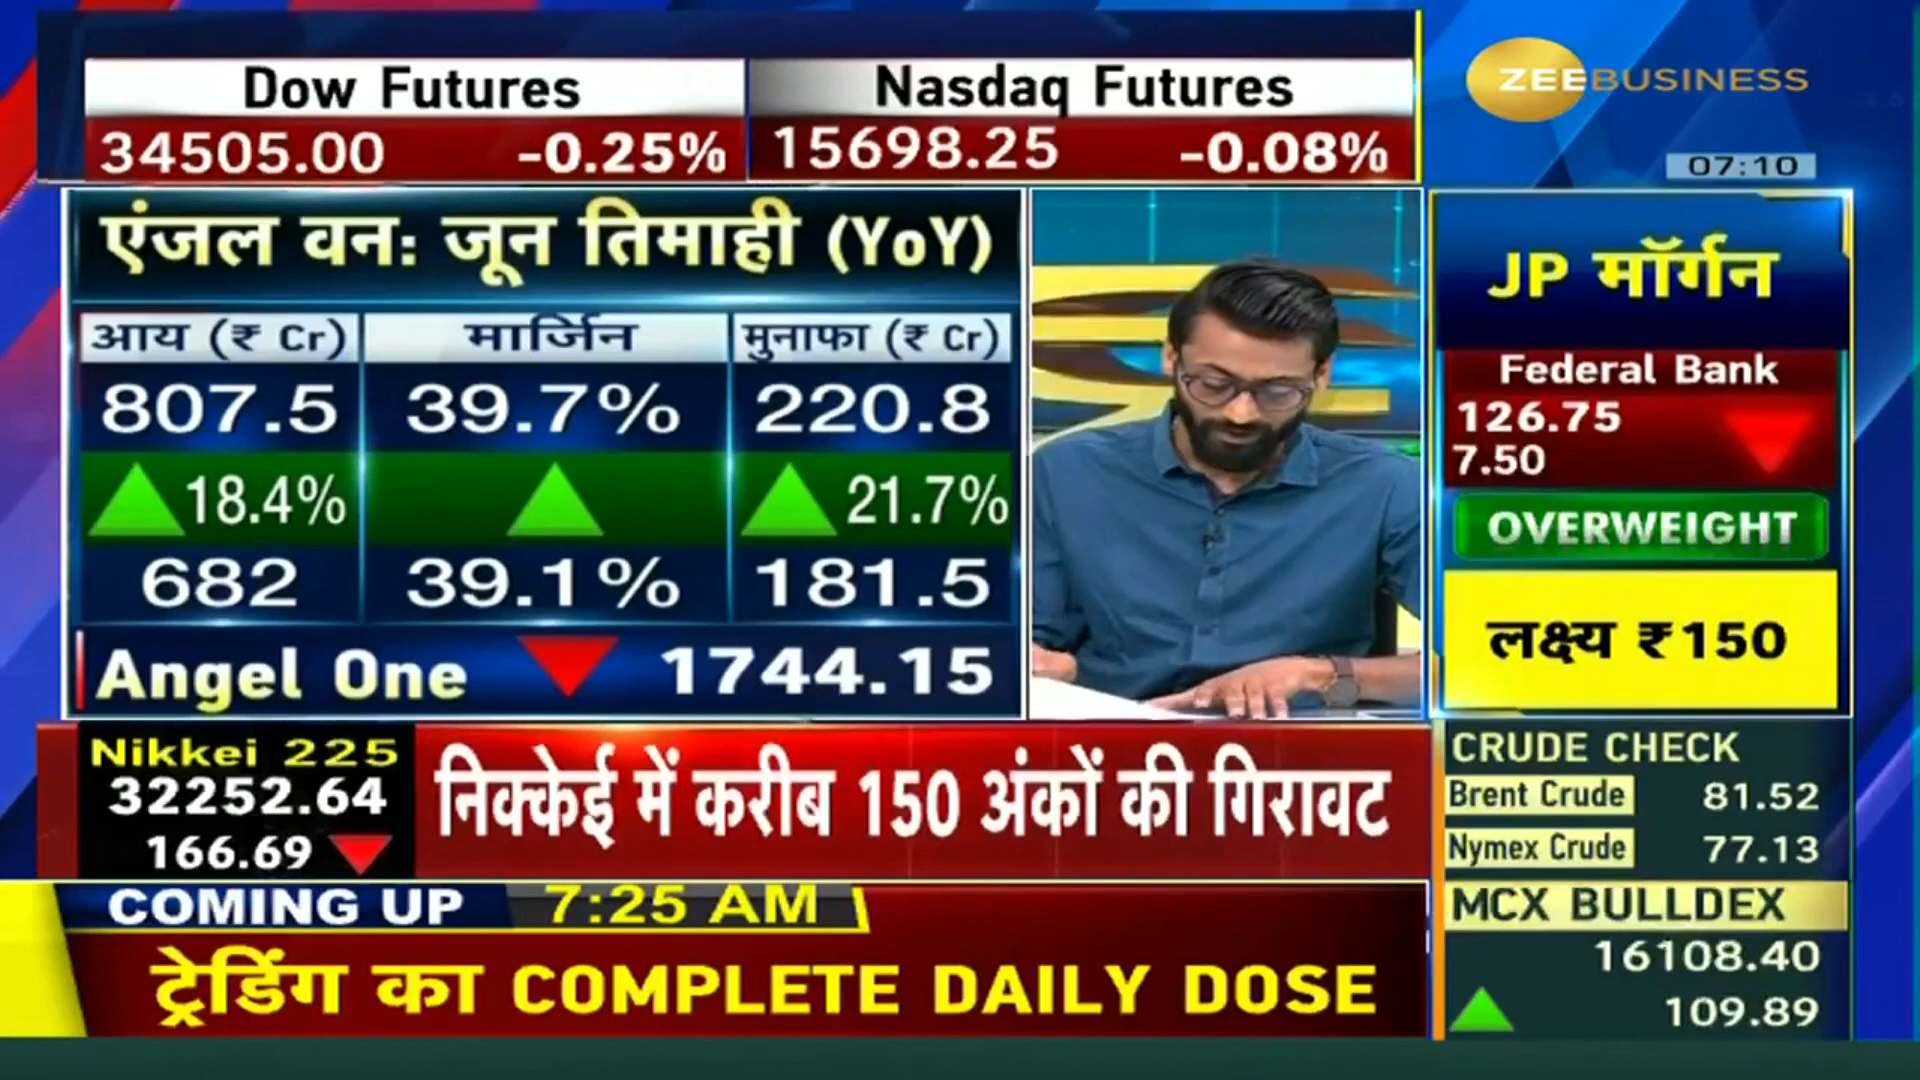 Dow Futures
34505.00 -0.25%
Nasdaq Futures
15698.25 -0.08%
ZEEBUSINESS
07:10
एंजल वन: जून तिमाही (YoY)
आय (₹ Cr) मार्जिन मुनाफा (₹ Cr)
807.5 39.7% 220.8
18.4% 21.7%
682 39.1% 181.5
Angel One 1744.15
JP मॉर्गन
Federal Bank
126.75
7.50
OVERWEIGHT
लक्ष्य ₹150
Nikkei 225
32252.64
166.69
निक्केई में करीब 150 अंकों की गिरावट
CRUDE CHECK
Brent Crude 81.52
Nymex Crude 77.13
MCX BULLDEX
16108.40
109.89
COMING UP 7:25 AM
ट्रेडिंग का COMPLETE DAILY DOSE